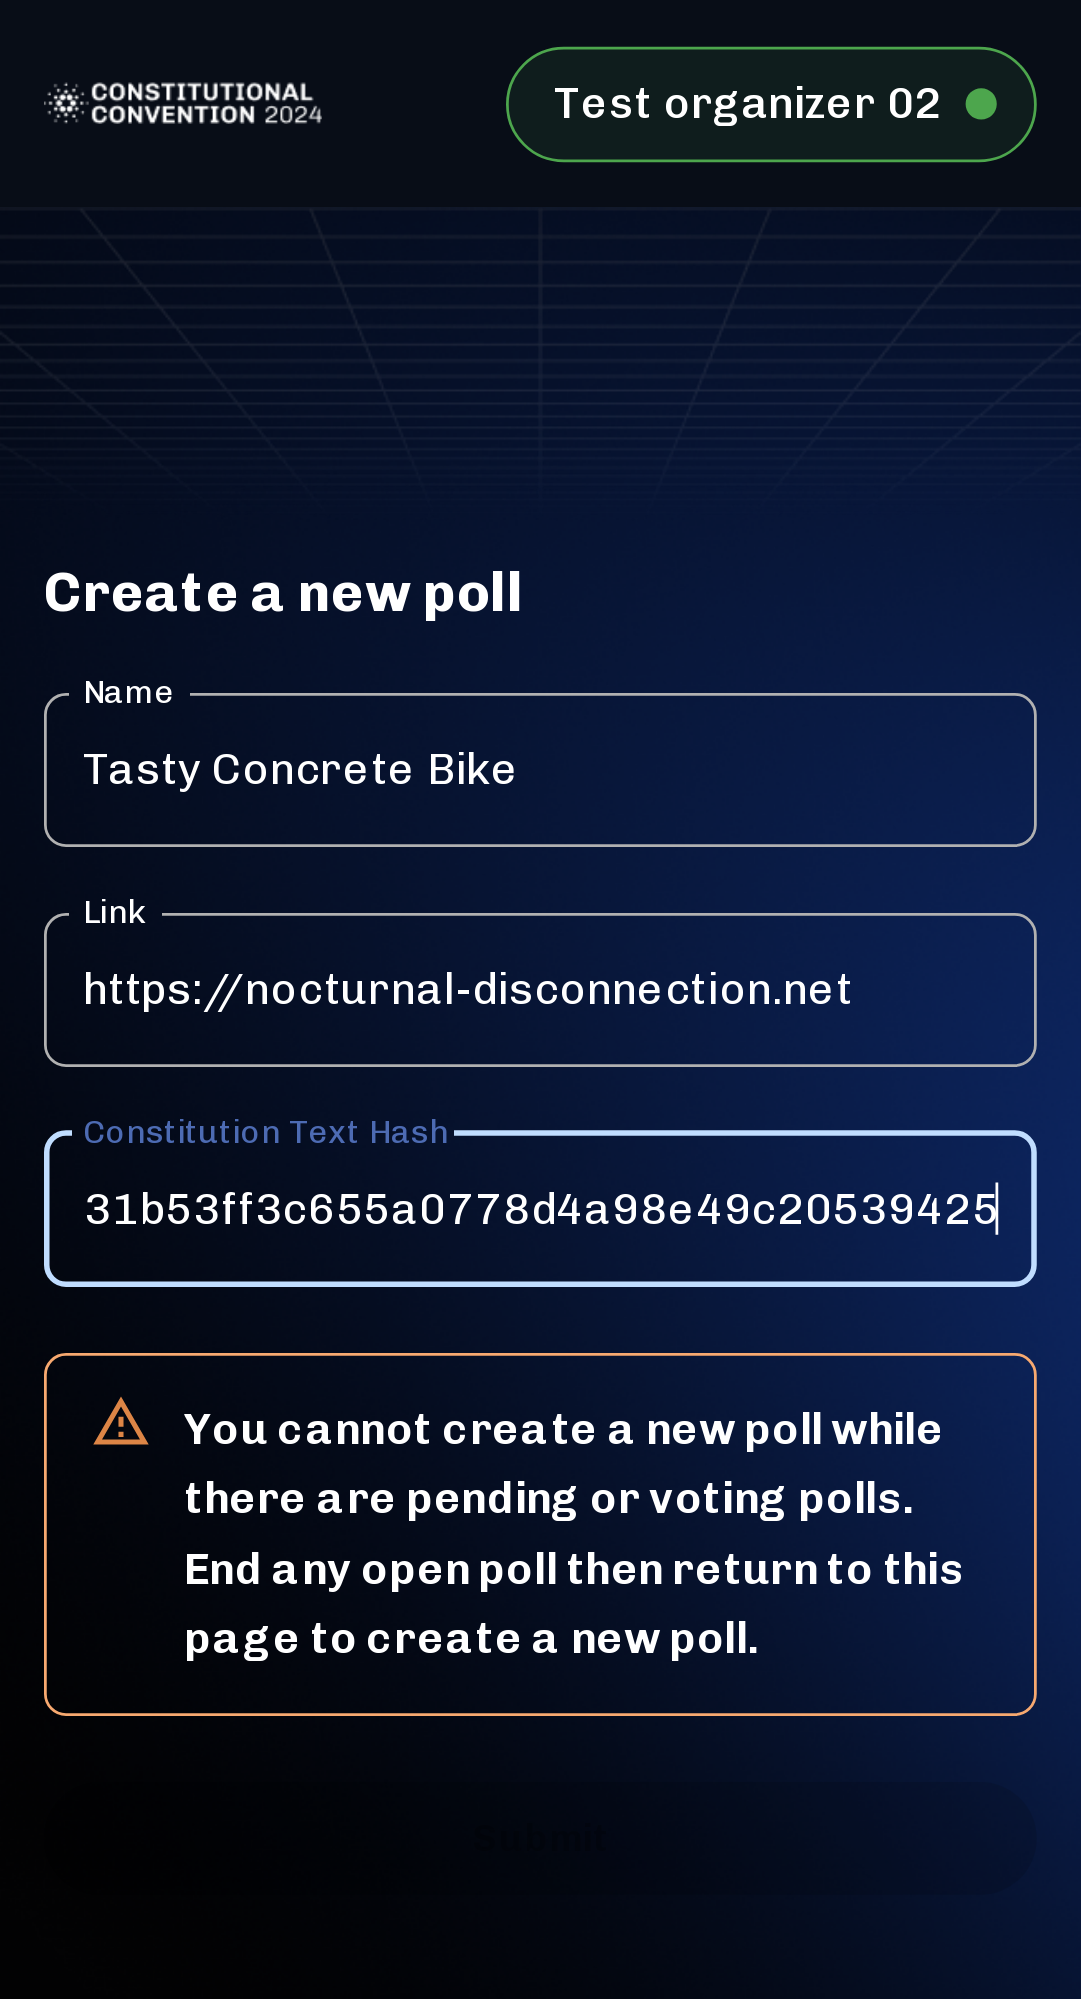 CONSTITUTIONAL
CONVENTION 2024
Test organizer 02
Create a new poll
Name
Tasty Concrete Bike
Link
https://nocturnal-disconnection.net
Constitution Text Hash
31b53ff3c655a0778d4a98e49c20539425
You cannot create a new poll while
there are pending or voting polls.
End any open poll then return to this
page to create a new poll.
Submit